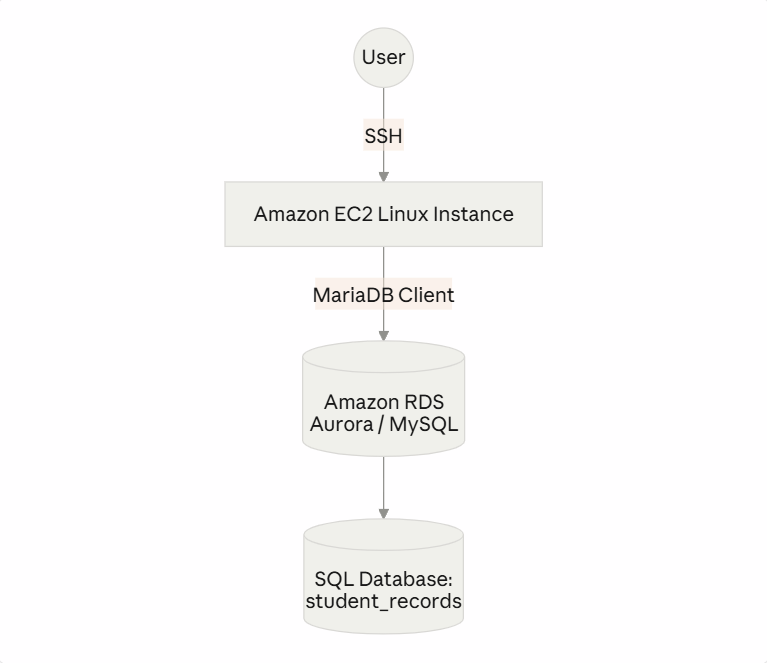 User
SSH
Amazon EC2 Linux Instance
MariaDB Client
Amazon RDS
Aurora / MySQL
SQL Database:
student_records